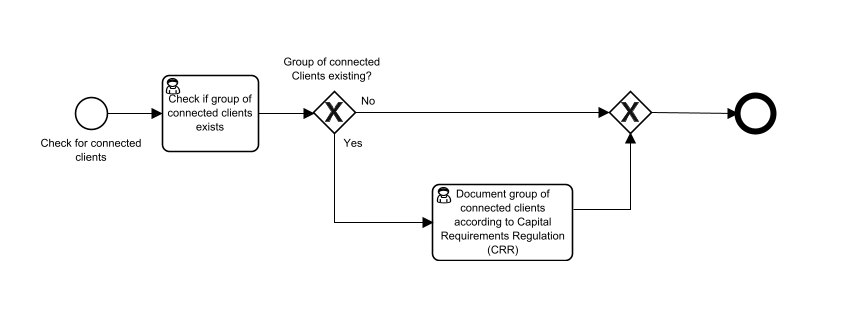 Group of connected
Clients existing?
Check if group of
connected clients
exists
No
Check for connected
clients
Yes
Document group of
connected clients
according to Capital
Requirements Regulation
(CRR)